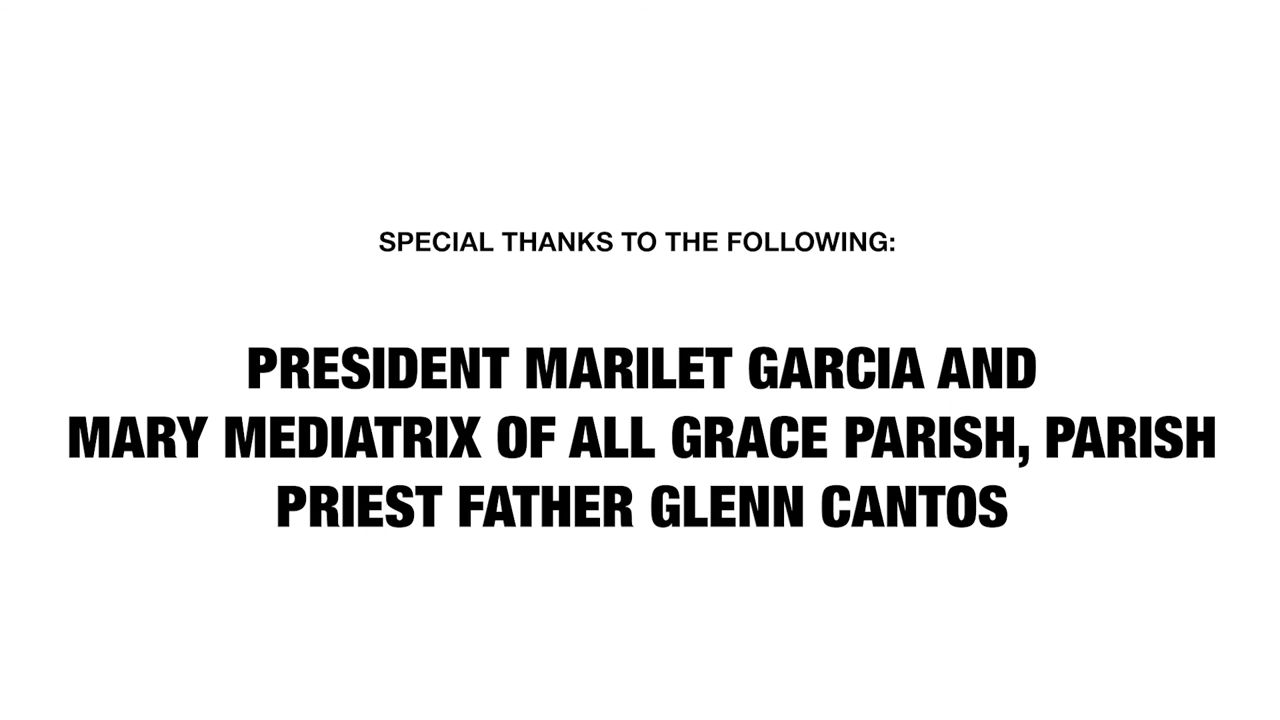 SPECIAL THANKS TO THE FOLLOWING:
PRESIDENT MARILET GARCIA AND
MARY MEDIATRIX OF ALL GRACE PARISH, PARISH
PRIEST FATHER GLENN CANTOS